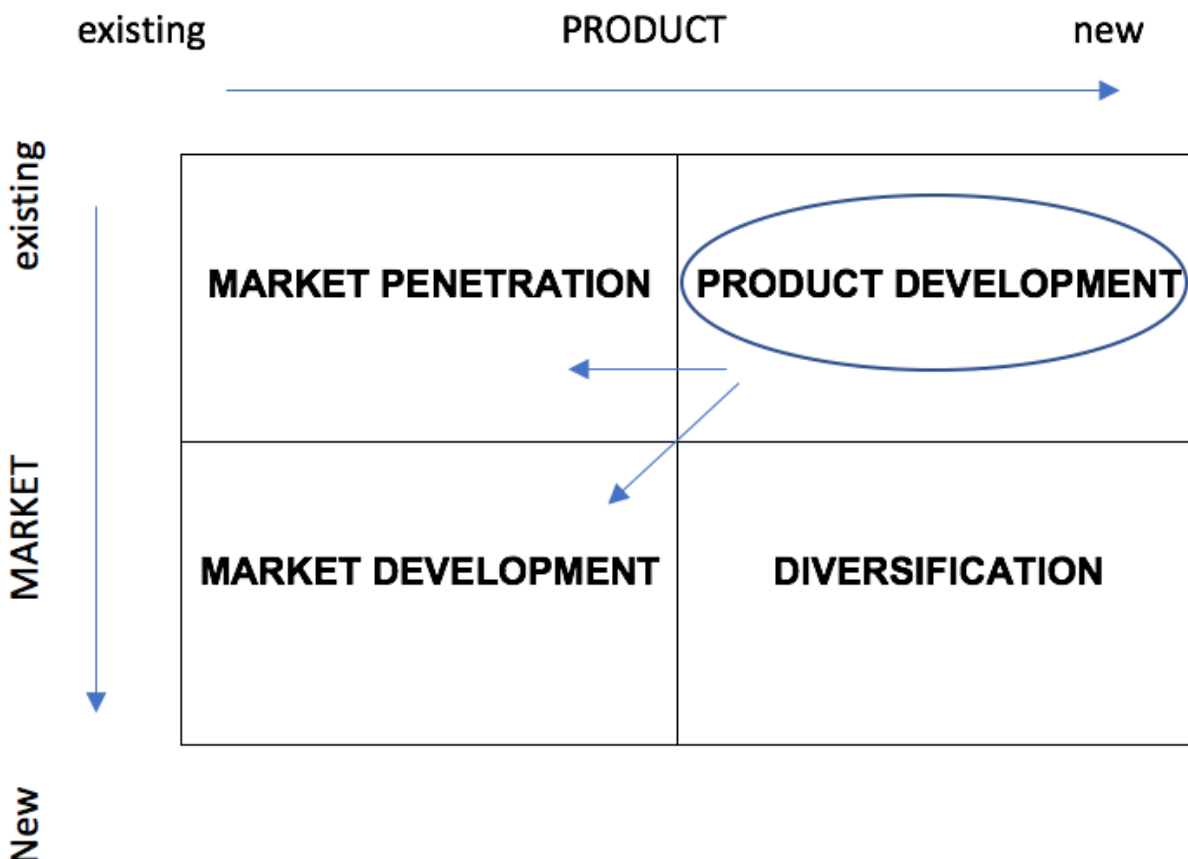 existing PRODUCT new
existing
MARKET PENETRATION PRODUCT DEVELOPMENT
MARKET
MARKET DEVELOPMENT DIVERSIFICATION
New